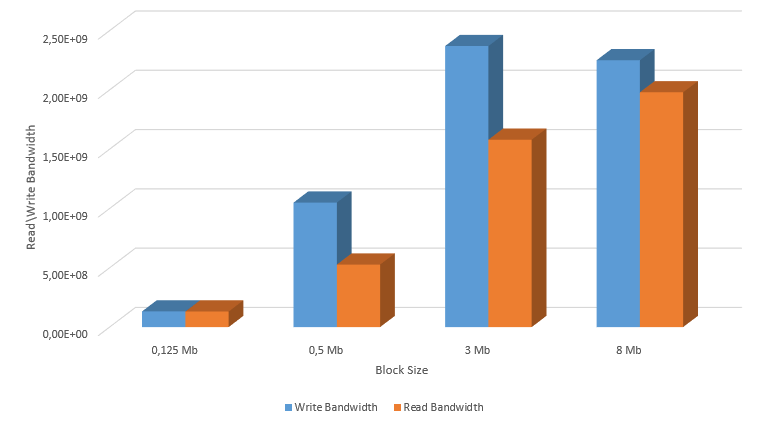 2,50E+09
2,00E+09
1,50E+09
1,00E+09
5,00E+08
0,00E+00
Read\Write Bandwidth
0,125 Mb
0,5 Mb
3 Mb
8 Mb
Block Size
Write Bandwidth
Read Bandwidth